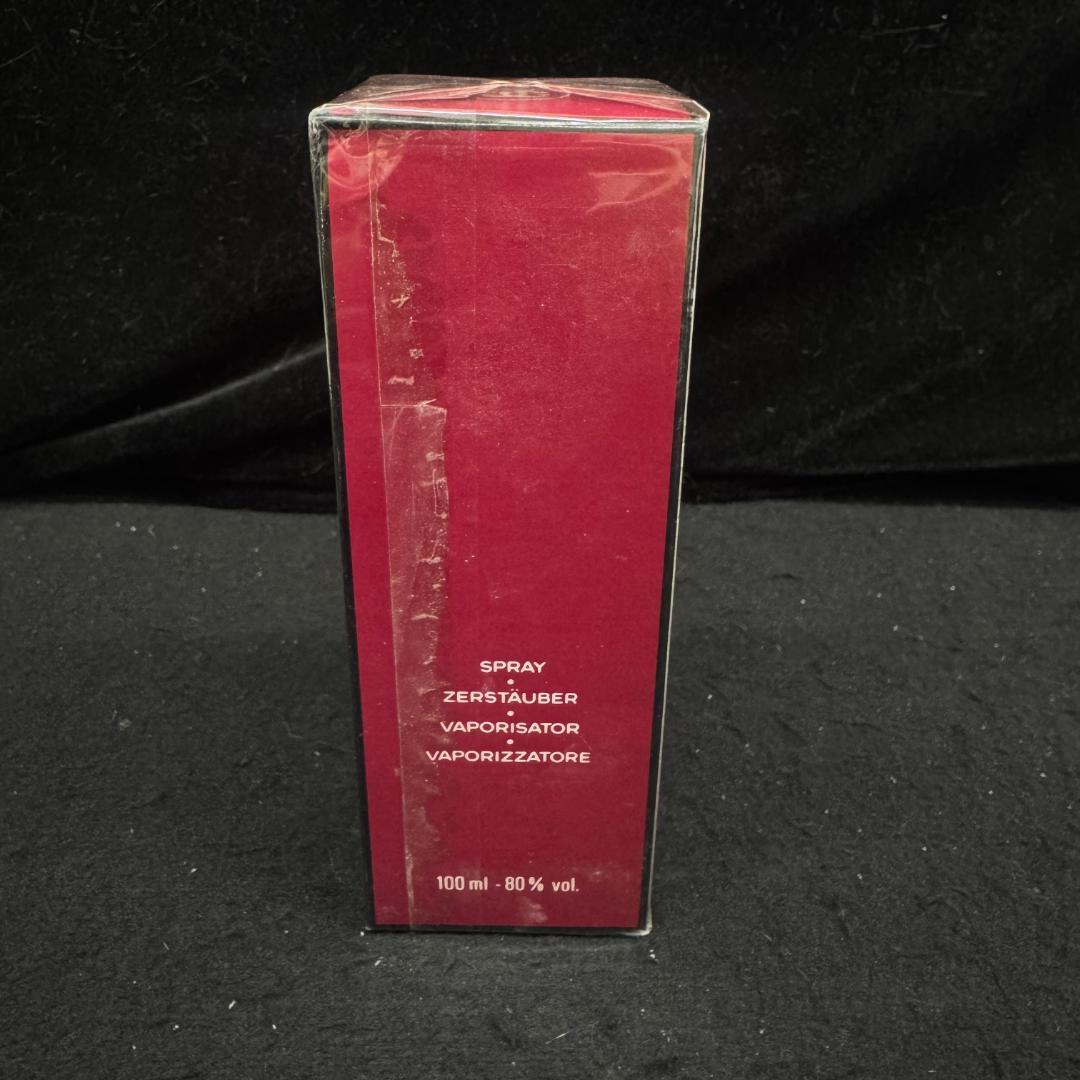 SPRAY
•
ZERSTÄUBER
•
VAPORISATOR
•
VAPORIZZATORE
100 ml - 80% vol.